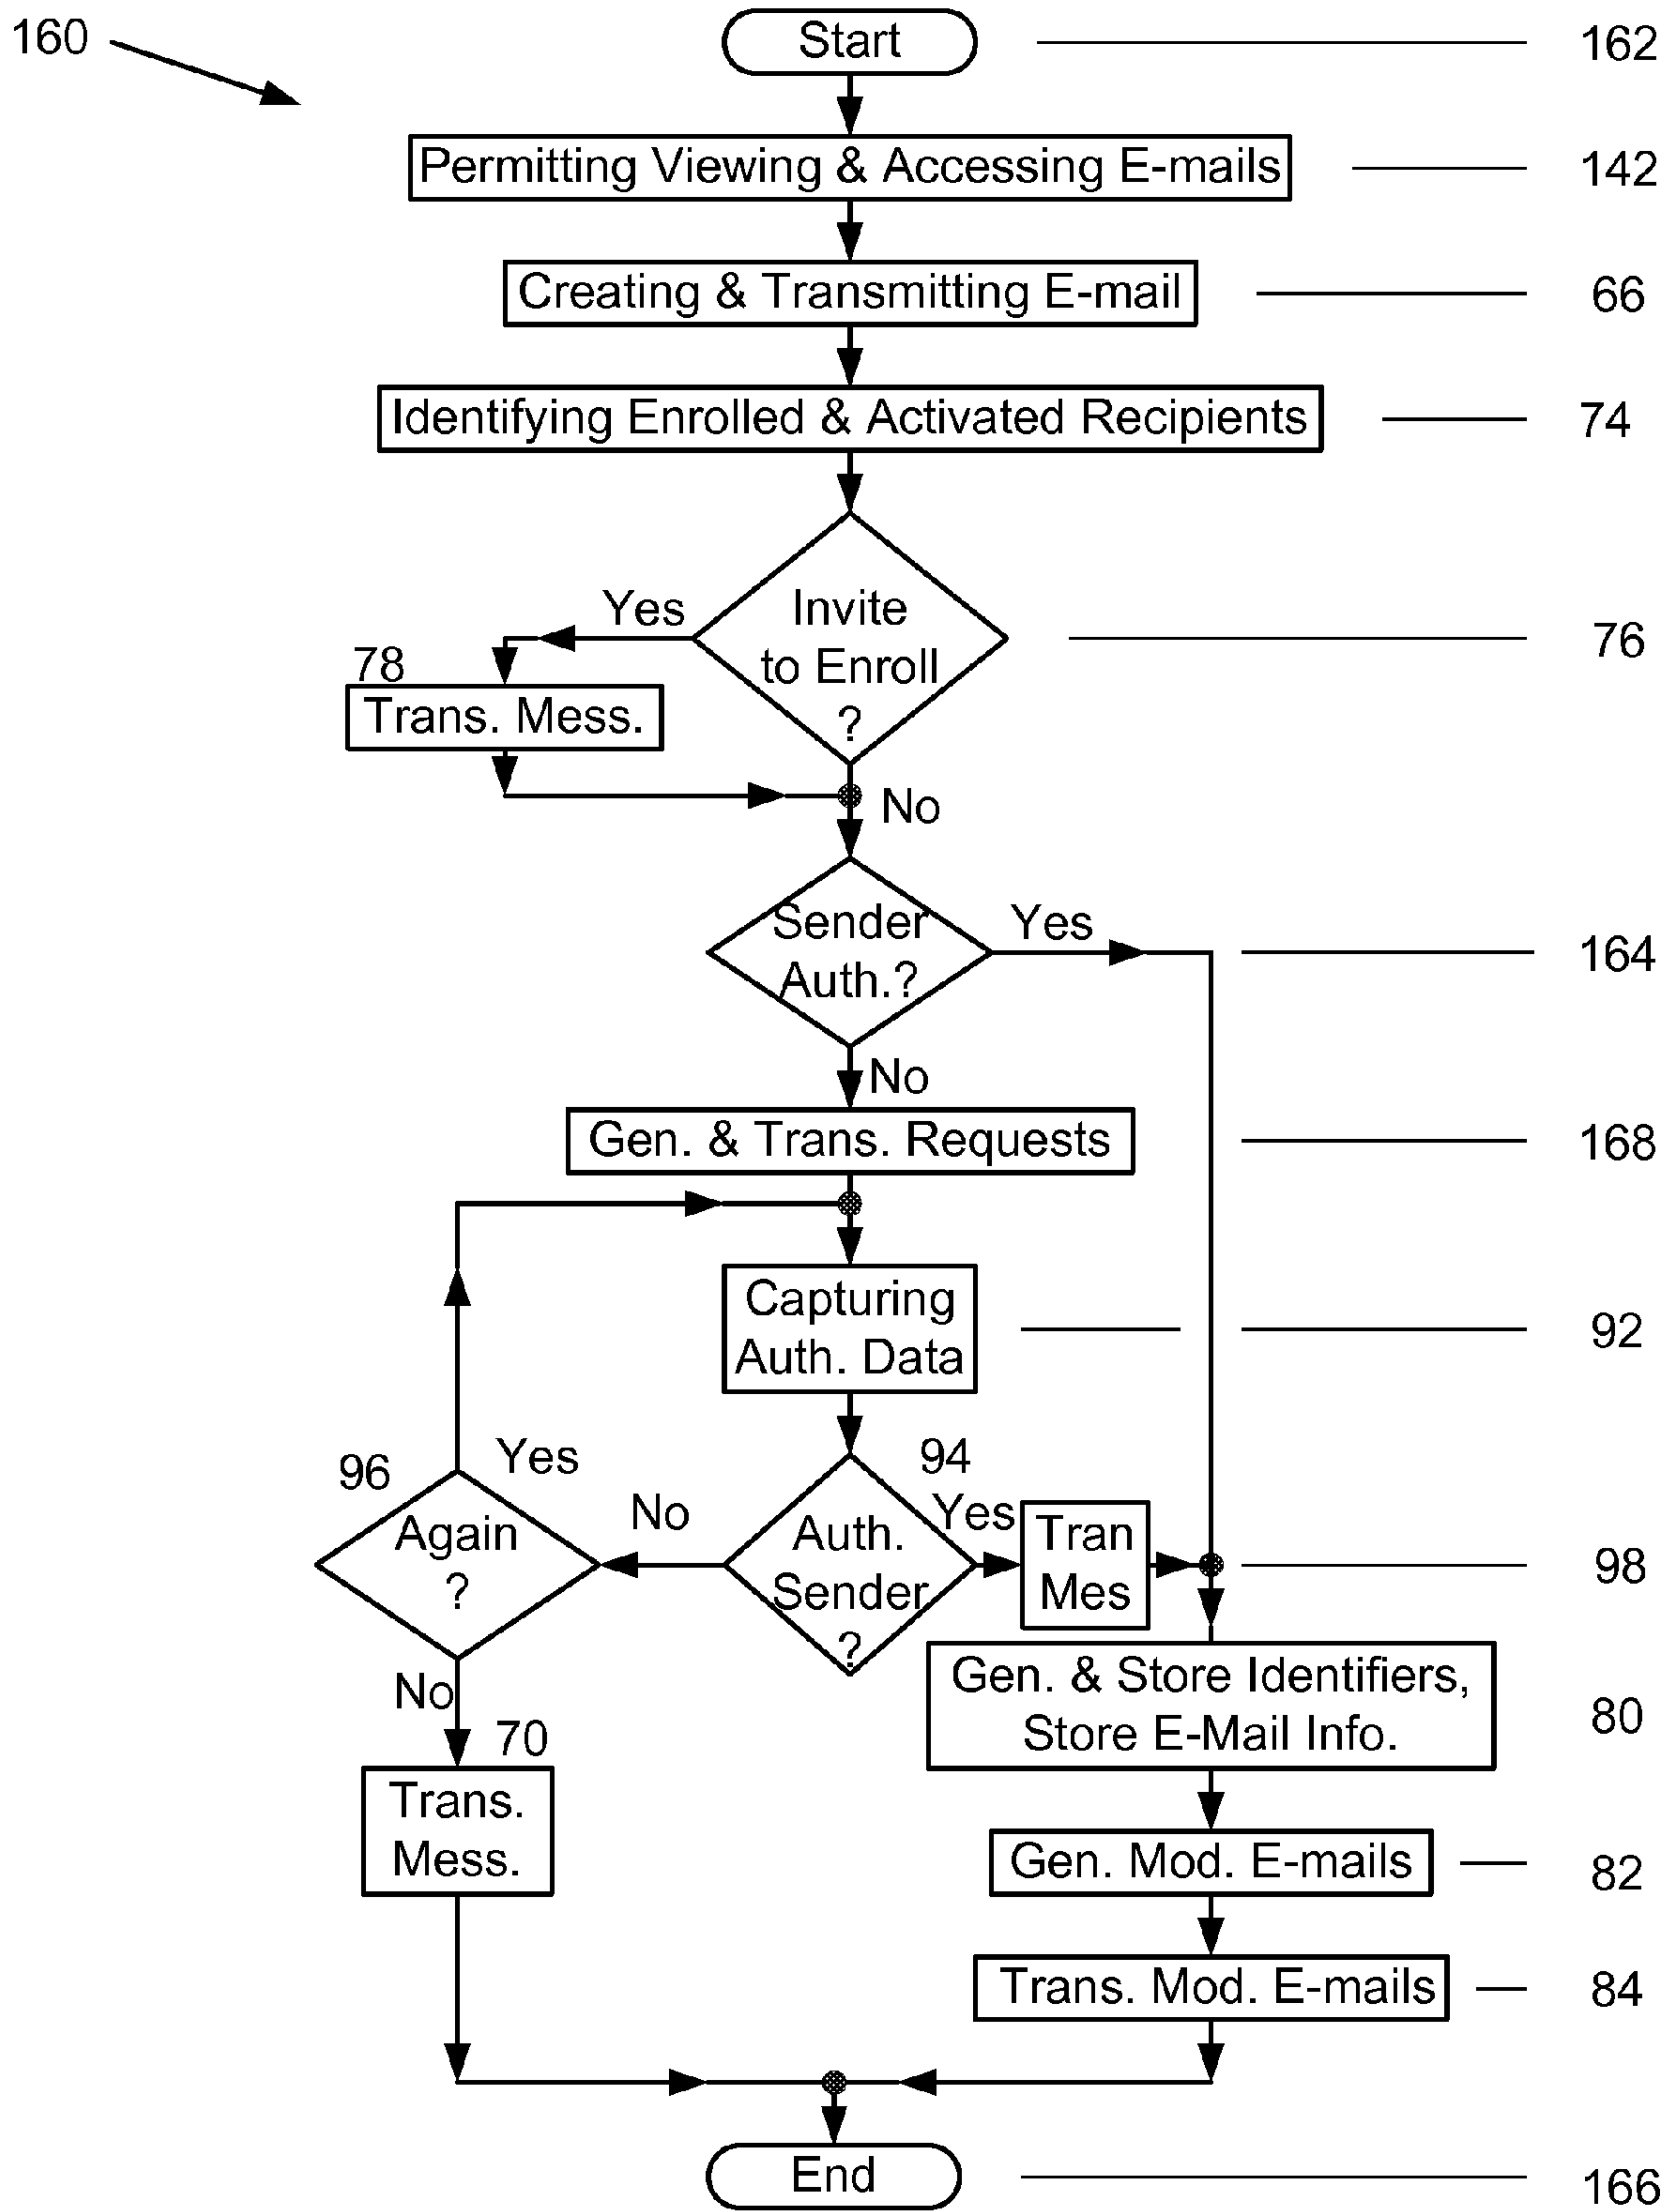 160
Start
162
Permitting Viewing & Accessing E-mails
142
Creating & Transmitting E-mail
66
Identifying Enrolled & Activated Recipients
74
Yes
Invite
to Enroll
?
76
78
Trans. Mess.
No
Sender
Auth.?
Yes
164
No
Gen. & Trans. Requests
168
Capturing
Auth. Data
92
96
Yes
Again
?
No
94
Auth.
Sender
?
Yes
Tran
Mes
98
Gen. & Store Identifiers,
Store E-Mail Info.
80
No
70
Trans.
Mess.
Gen. Mod. E-mails
82
Trans. Mod. E-mails
84
End
166